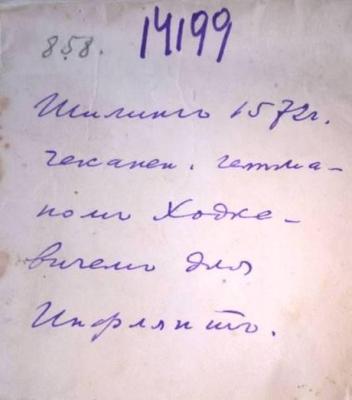 858. 14199
Шилингъ 1572г.
чеканен. гетма-
номъ Ходке-
вичемъ для
Инфлянтъ.